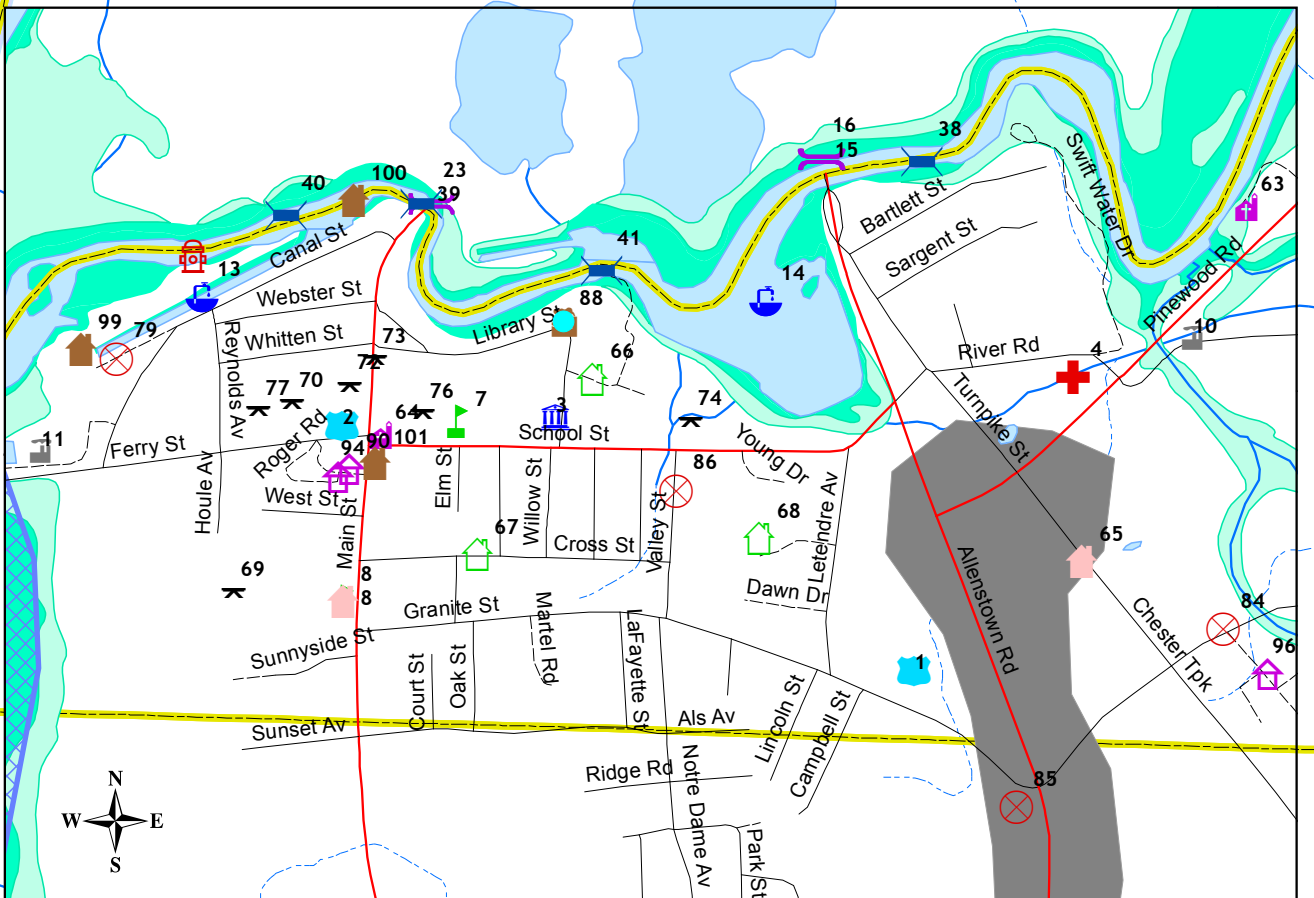 16
15
38
63
23
39
40
100
41
14
13
88
99
79
73
72
66
10
4
77
70
76
7
64
2
3
74
11
94
90
101
86
68
67
65
69
8
8
1
84
96
85
Canal St
Webster St
Whitten St
Reynolds Av
Library St
Bartlett St
Sargent St
Swift Water Dr
Pinewood Rd
River Rd
Turnpike St
Ferry St
Roger Rd
School St
Young Dr
Houle Av
West St
Main St
Elm St
Willow St
Cross St
Valley St
Letendre Av
Dawn Dr
Allenstown Rd
Chester Tpk
Granite St
Martel Rd
LaFayette St
Sunnyside St
Court St
Oak St
Sunset Av
Als Av
Lincoln St
Campbell St
Ridge Rd
Notre Dame Av
Park St
N
W
E
S